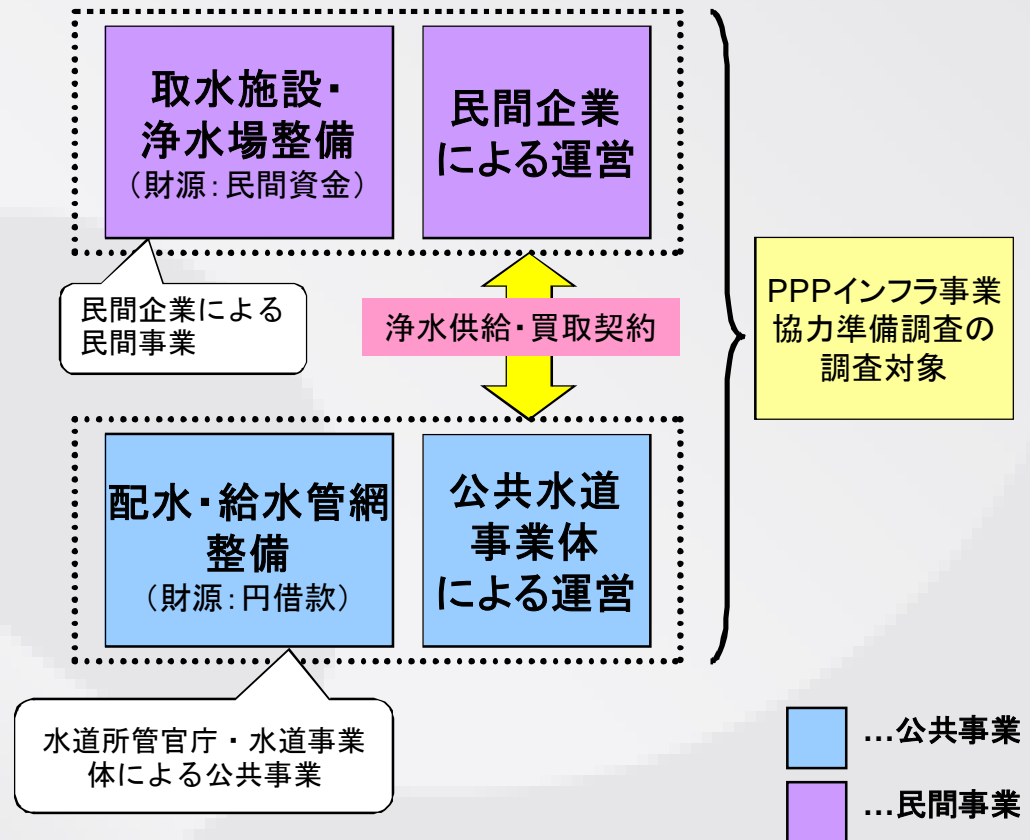 取水施設・
浄水場整備
（財源：民間資金）
民間企業
による運営
民間企業による
民間事業
浄水供給・買取契約
PPPインフラ事業
協力準備調査の
調査対象
配水・給水管網
整備
（財源：円借款）
公共水道
事業体
による運営
水道所管官庁・水道事業
体による公共事業
…公共事業
…民間事業